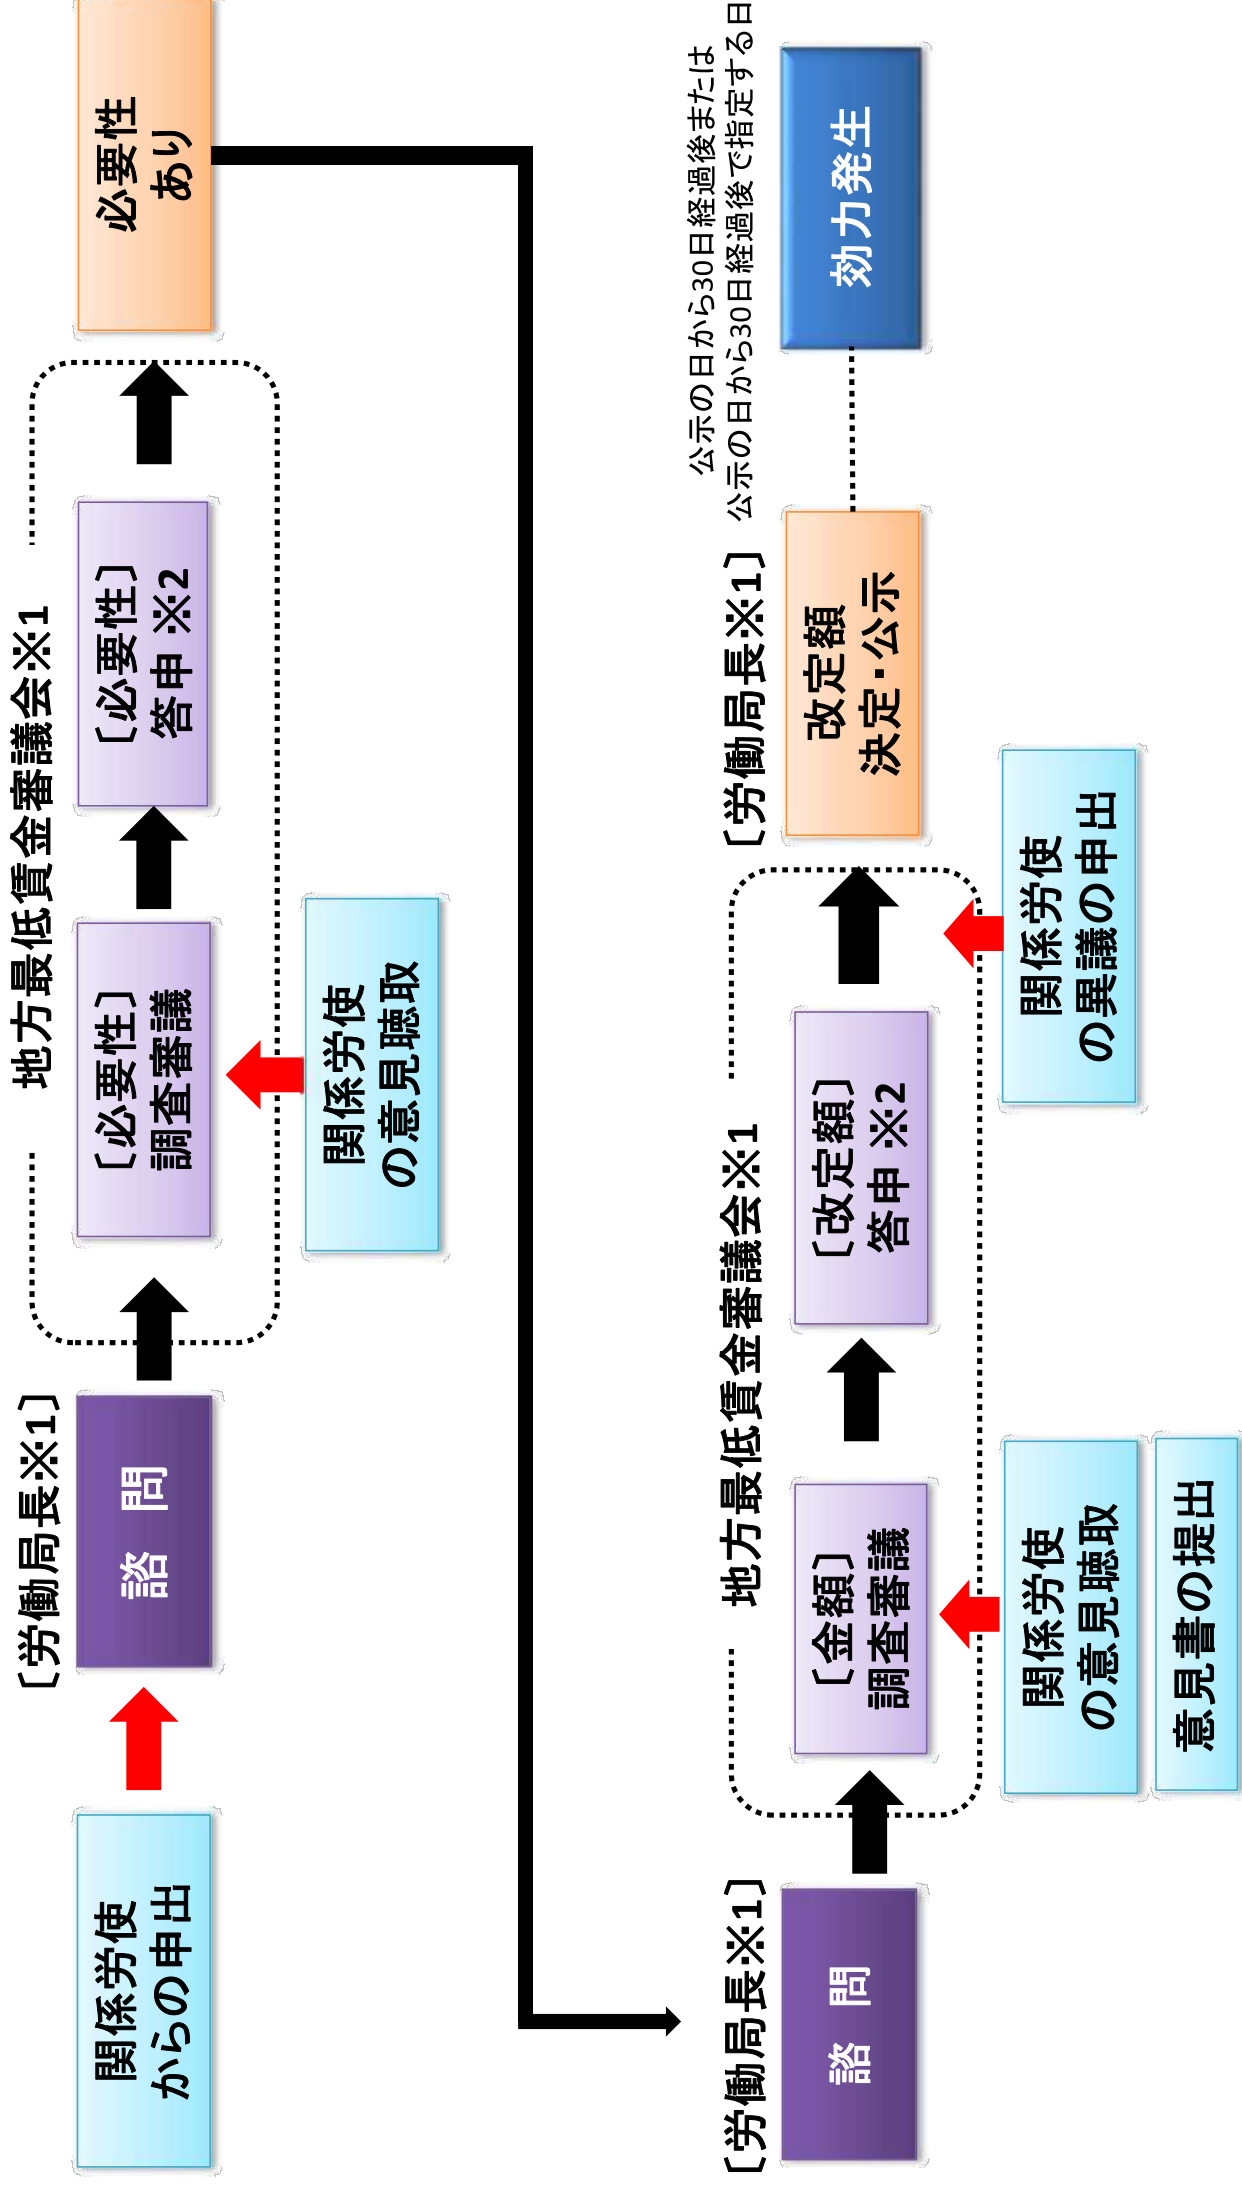 〔労働局長※1〕
地方最低賃金審議会※1
関係労使
からの申出
諮 問
〔必要性〕
調査審議
〔必要性〕
答申 ※2
必要性
あり
関係労使
の意見聴取
公示の日から30日経過後または
公示の日から30日経過後で指定する日
〔労働局長※1〕
地方最低賃金審議会※1
〔労働局長※1〕
諮 問
〔金額〕
調査審議
〔改定額〕
答申 ※2
改定額
決定・公示
効力発生
関係労使
の意見聴取
関係労使
の異議の申出
意見書の提出